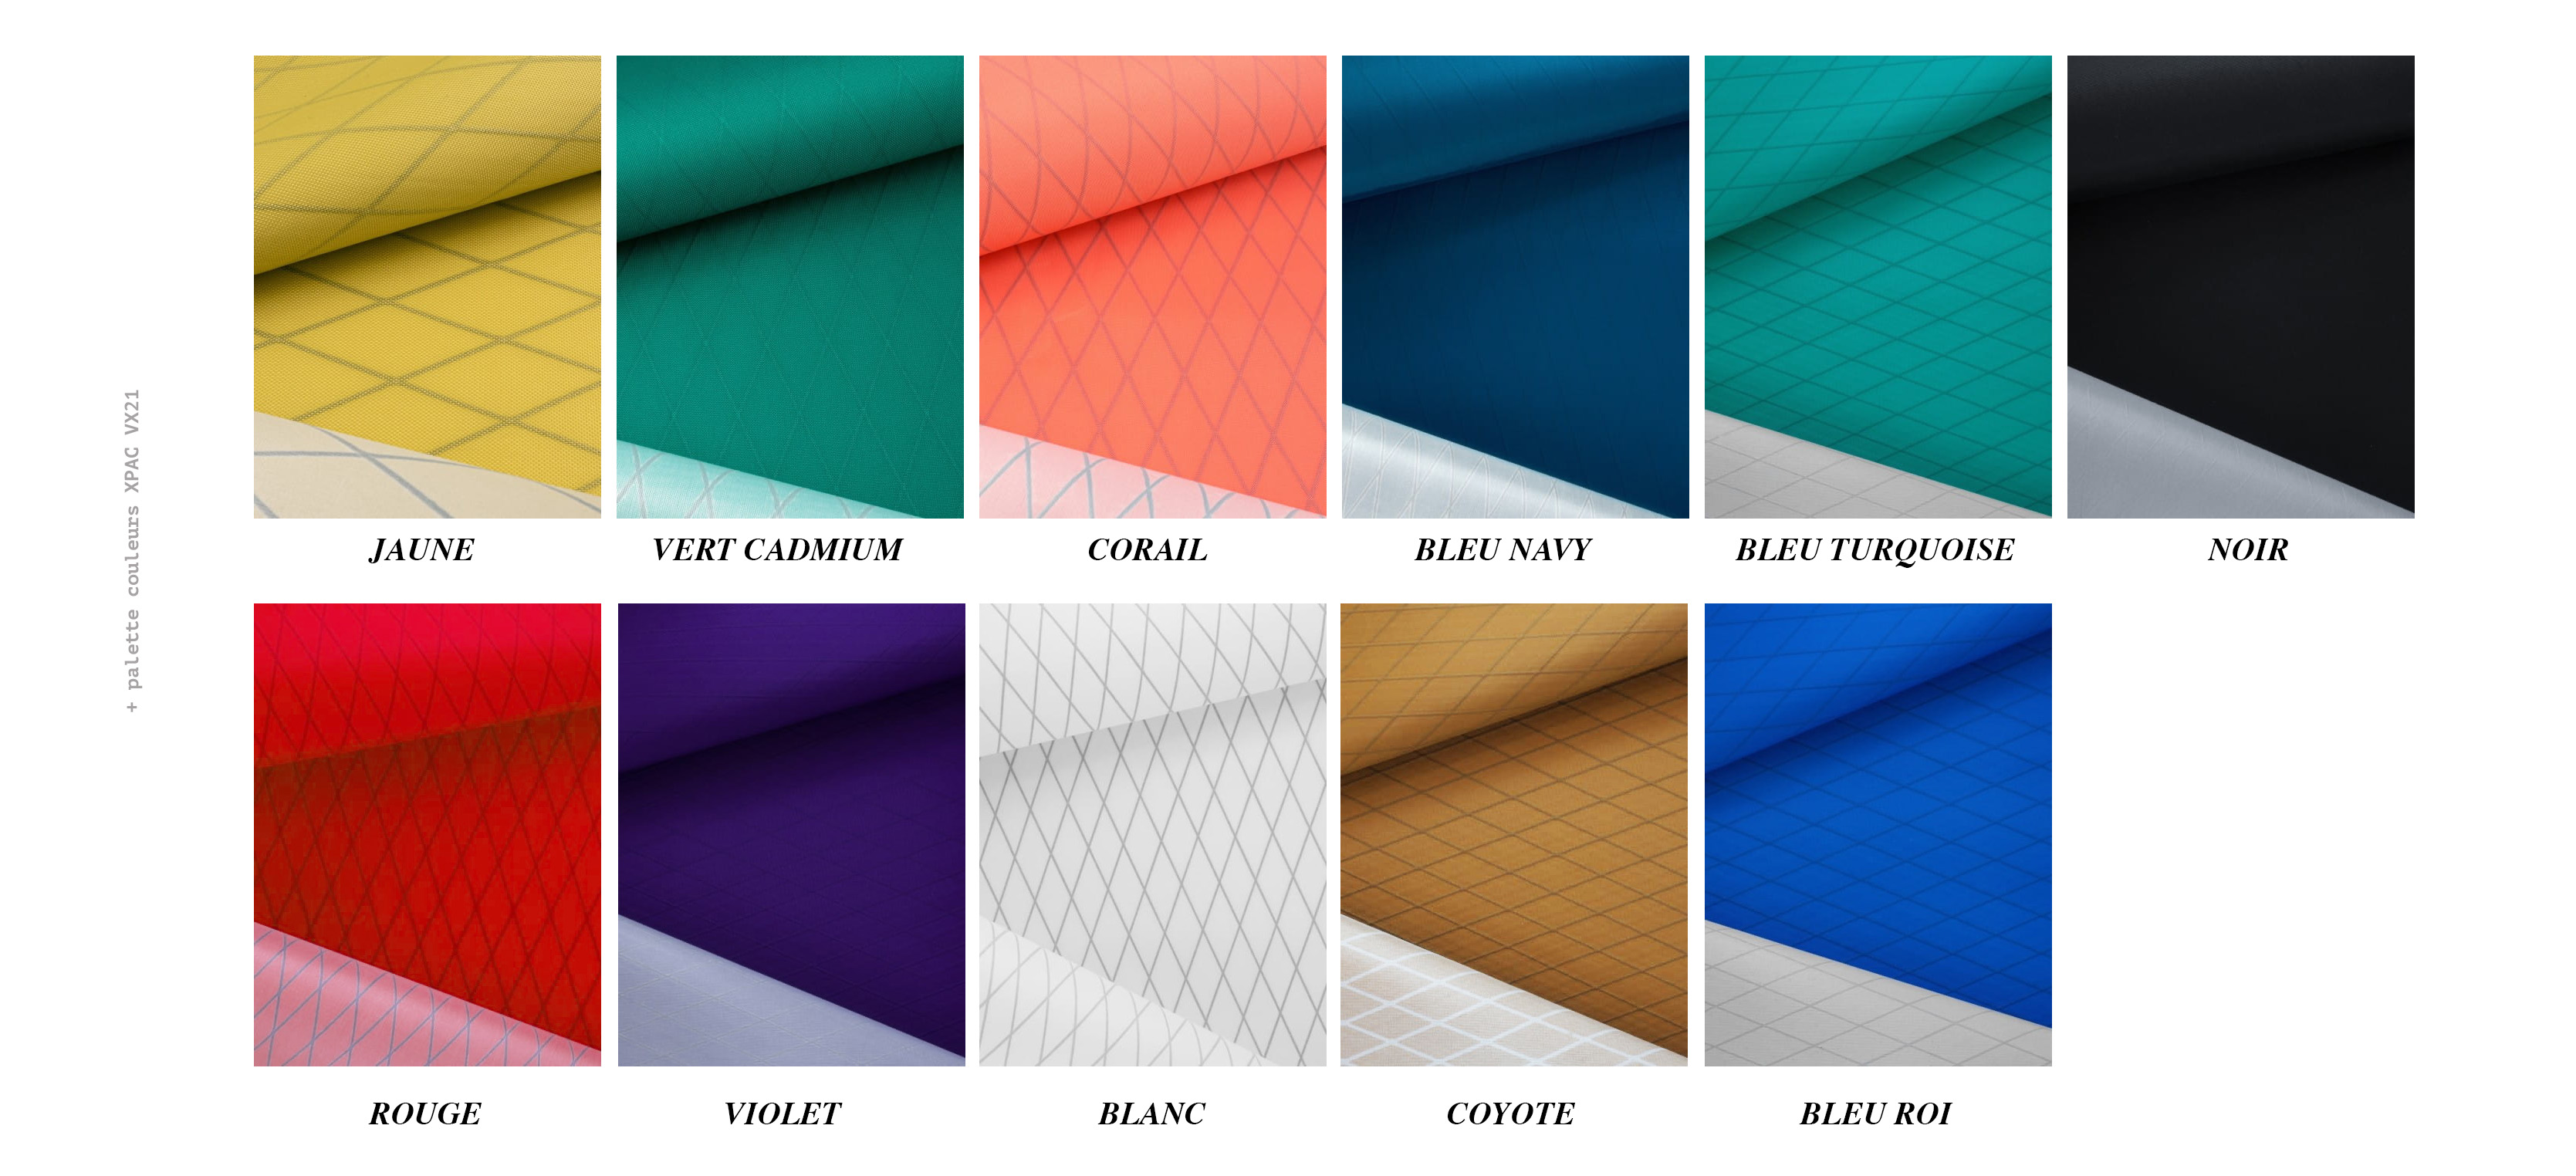 + palette couleurs XPAC VX21
JAUNE
VERT CADMIUM
CORAIL
BLEU NAVY
BLEU TURQUOISE
NOIR
ROUGE
VIOLET
BLANC
COYOTE
BLEU ROI